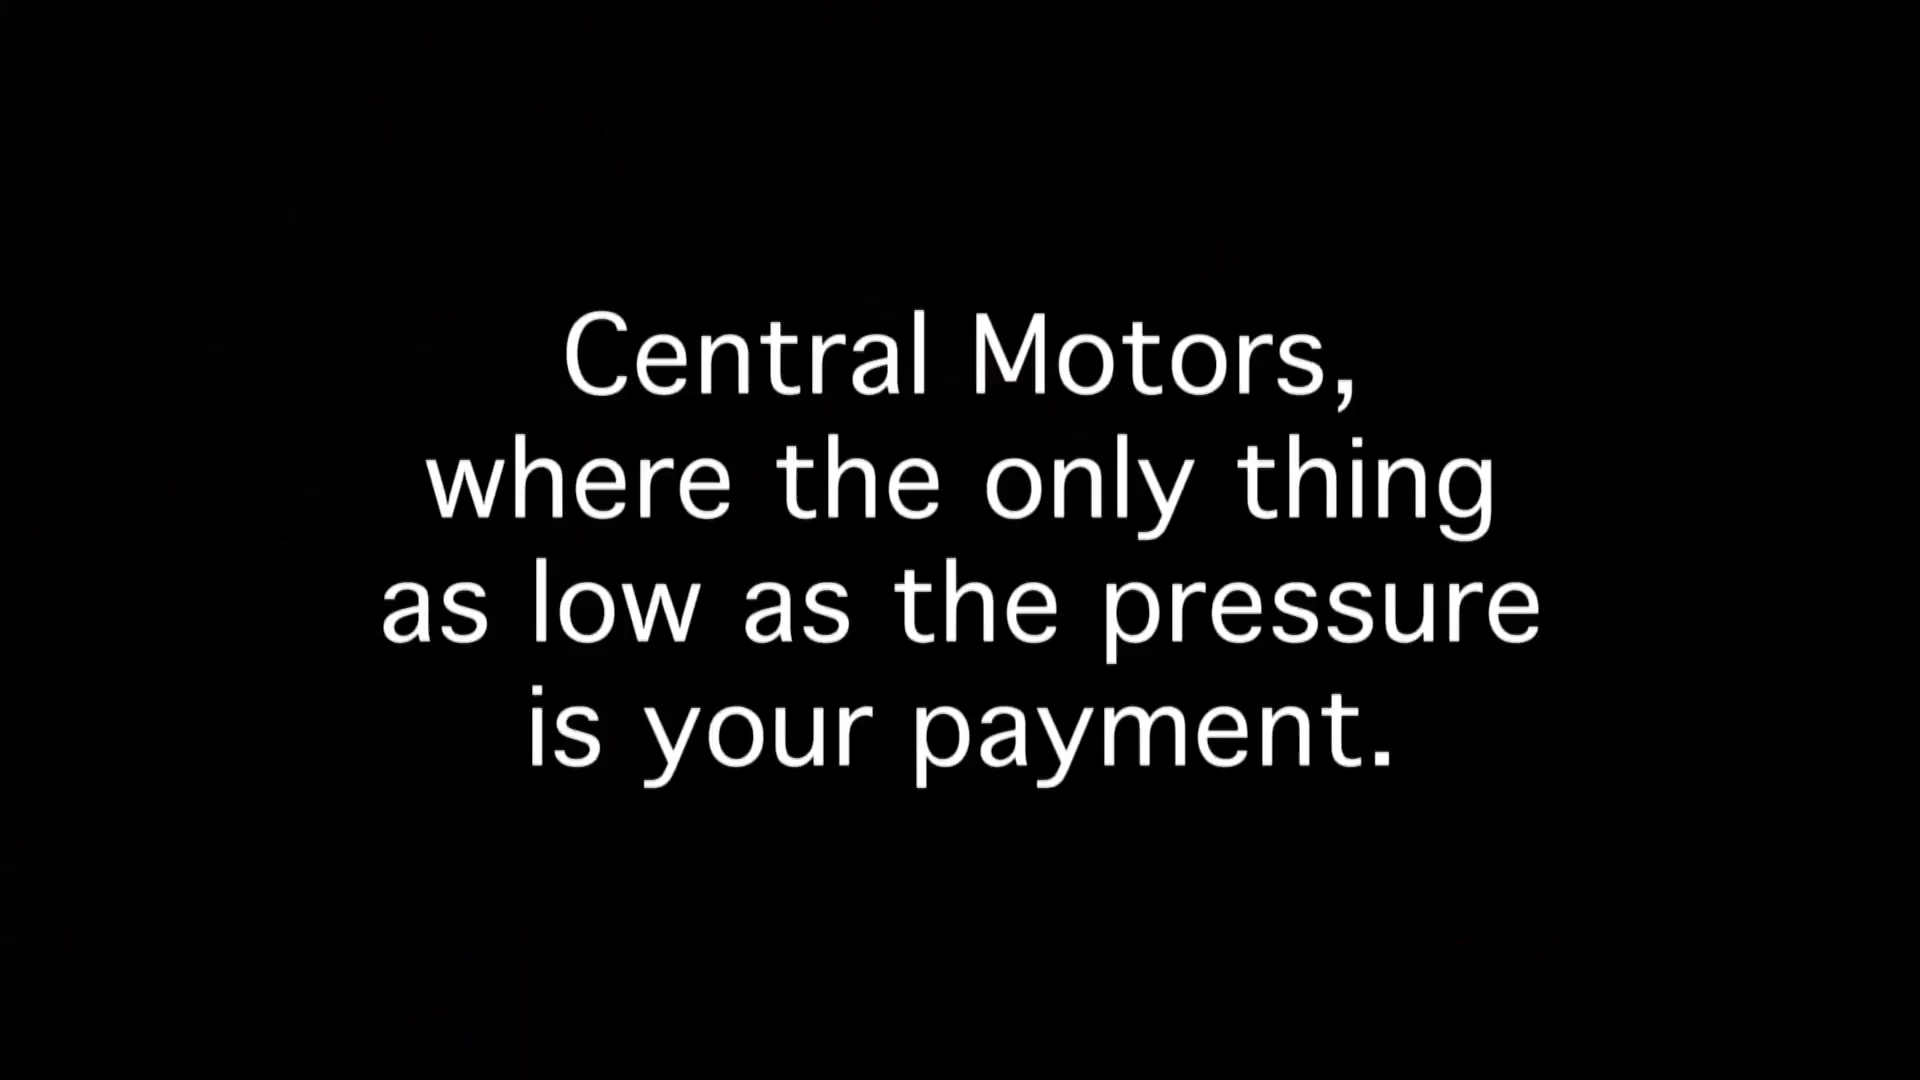 Central Motors,
where the only thing
as low as the pressure
is your payment.